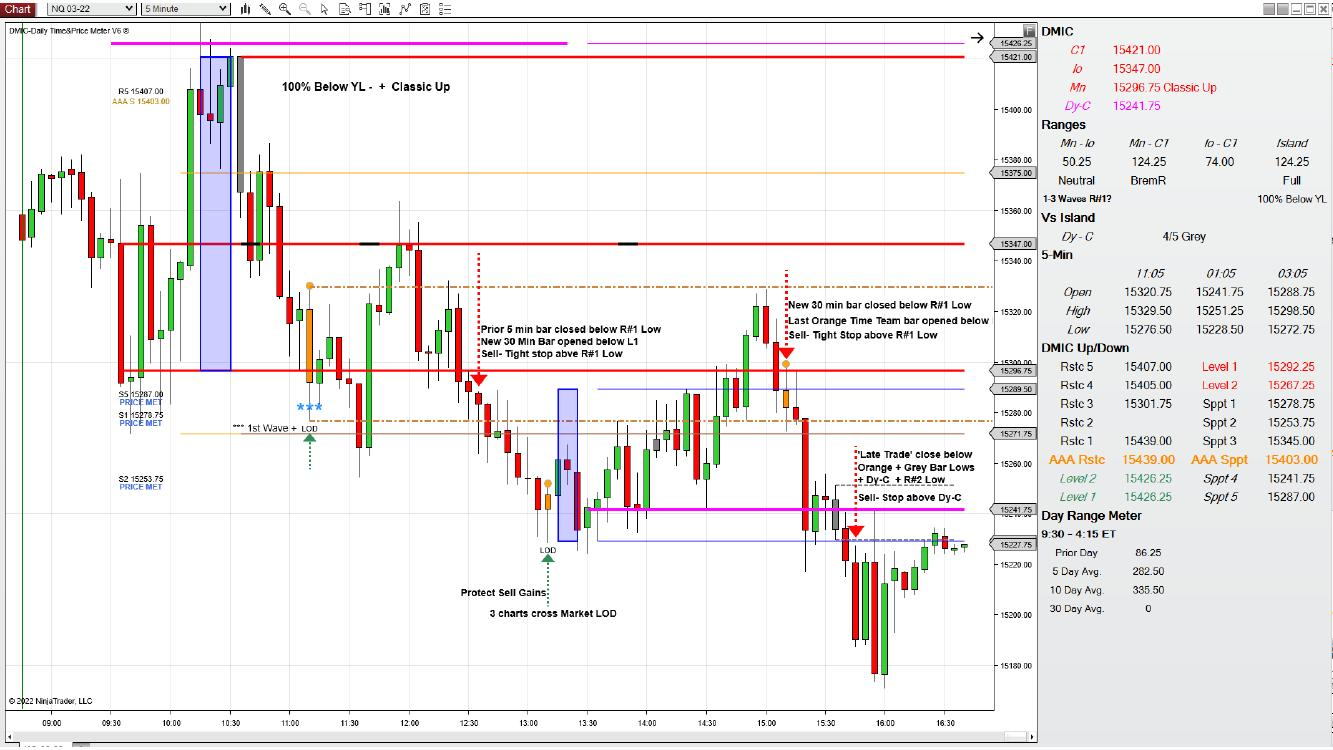 Chart NQ 03-22 5 Minute
DMIC-Daily Time&Price Meter V6 ®
F
15426.25
15421.00
15400.00
15380.00
15375.00
15360.00
15347.00
15340.00
15320.00
15300.00
15296.75
15289.50
15280.00
15271.75
15260.00
15241.75
15240.00
15227.75
15220.00
15200.00
15180.00
R5 15407.00
AAA S 15403.00
100% Below YL - + Classic Up
S5 15287.00
PRICE MET
S1 15278.75
PRICE MET
S2 15253.75
PRICE MET
***
*** 1st Wave + LOD
Prior 5 min bar closed below R#1 Low
New 30 Min Bar opened below L1
Sell- Tight stop abve R#1 Low
New 30 min bar closed below R#1 Low
Last Orange Time Team bar opened below
Sell- Tight Stop above R#1 Low
'Late Trade' close below
Orange + Grey Bar Lows
+ Dy-C + R#2 Low
Sell- Stop above Dy-C
LOD
Protect Sell Gains
3 charts cross Market LOD
© 2022 NinjaTrader, LLC
09:00 09:30 10:00 10:30 11:00 11:30 12:00 12:30 13:00 13:30 14:00 14:30 15:00 15:30 16:00 16:30
DMIC
C1 15421.00
Io 15347.00
Mn 15296.75 Classic Up
Dy-C 15241.75
Ranges
Mn - Io Mn - C1 Io - C1 Island
50.25 124.25 74.00 124.25
Neutral BremR Full
1-3 Waves R#1? 100% Below YL
Vs Island
Dy - C 4/5 Grey
5-Min
11:05 01:05 03:05
Open 15320.75 15241.75 15288.75
High 15329.50 15251.25 15298.50
Low 15276.50 15228.50 15272.75
DMIC Up/Down
Rstc 5 15407.00 Level 1 15292.25
Rstc 4 15405.00 Level 2 15267.25
Rstc 3 15301.75 Sppt 1 15278.75
Rstc 2 Sppt 2 15253.75
Rstc 1 15439.00 Sppt 3 15345.00
AAA Rstc 15439.00 AAA Sppt 15403.00
Level 2 15426.25 Sppt 4 15241.75
Level 1 15426.25 Sppt 5 15287.00
Day Range Meter
9:30 - 4:15 ET
Prior Day 86.25
5 Day Avg. 282.50
10 Day Avg. 335.50
30 Day Avg. 0